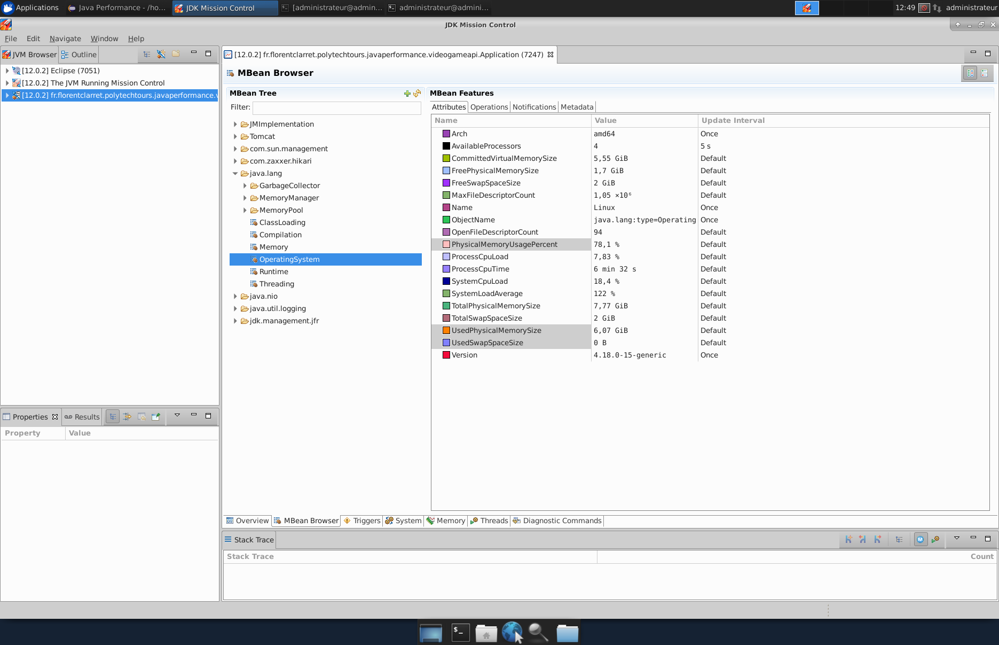 Applications
Java Performance - /ho...
JDK Mission Control
[administrateur@admin...
administrateur@admini...
12:49
administrateur
JDK Mission Control
File Edit Navigate Window Help
JVM Browser
Outline
[12.0.2] Eclipse (7051)
[12.0.2] The JVM Running Mission Control
[12.0.2] fr.florentclarret.polytechtours.javaperformance.v
Properties
Results
Property Value
[12.0.2] fr.florentclarret.polytechtours.javaperformance.videogameapi.Application (7247)
MBean Browser
MBean Tree
Filter:
JMImplementation
Tomcat
com.sun.management
com.zaxxer.hikari
java.lang
GarbageCollector
MemoryManager
MemoryPool
ClassLoading
Compilation
Memory
OperatingSystem
Runtime
Threading
java.nio
java.util.logging
jdk.management.jfr
MBean Features
Attributes Operations Notifications Metadata
Name Value Update Interval
Arch amd64 Once
AvailableProcessors 4 5 s
CommittedVirtualMemorySize 5,55 GiB Default
FreePhysicalMemorySize 1,7 GiB Default
FreeSwapSpaceSize 2 GiB Default
MaxFileDescriptorCount 1,05 ×10⁶ Default
Name Linux Once
ObjectName java.lang:type=Operating Once
OpenFileDescriptorCount 94 Default
PhysicalMemoryUsagePercent 78,1 % Default
ProcessCpuLoad 7,83 % Default
ProcessCpuTime 6 min 32 s Default
SystemCpuLoad 18,4 % Default
SystemLoadAverage 122 % Default
TotalPhysicalMemorySize 7,77 GiB Default
TotalSwapSpaceSize 2 GiB Default
UsedPhysicalMemorySize 6,07 GiB Default
UsedSwapSpaceSize 0 B Default
Version 4.18.0-15-generic Once
Overview MBean Browser Triggers System Memory Threads Diagnostic Commands
Stack Trace
Stack Trace Count